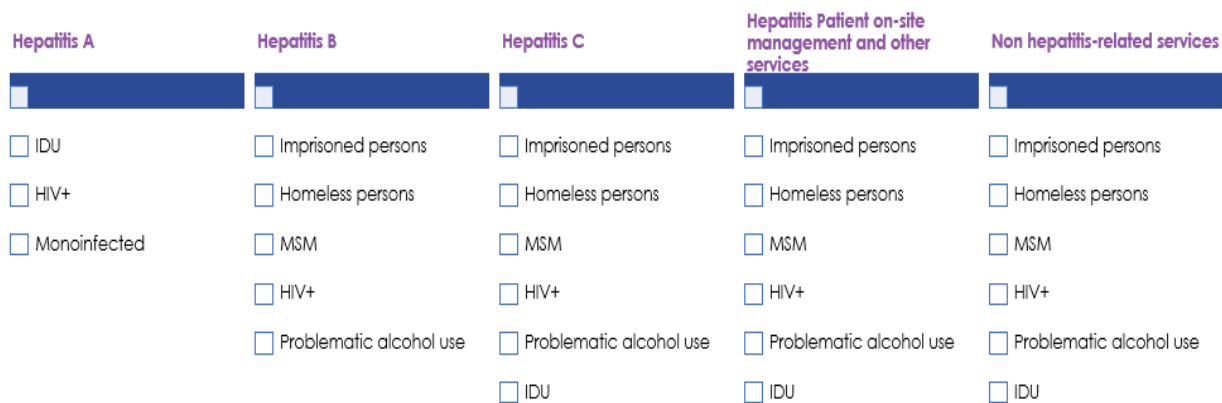 Hepatitis A
IDU
HIV+
Monoinfected
Hepatitis B
Imprisoned persons
Homeless persons
MSM
HIV+
Problematic alcohol use
Hepatitis C
Imprisoned persons
Homeless persons
MSM
HIV+
Problematic alcohol use
IDU
Hepatitis Patient on-site
management and other
services
Imprisoned persons
Homeless persons
MSM
HIV+
Problematic alcohol use
IDU
Non hepatitis-related services
Imprisoned persons
Homeless persons
MSM
HIV+
Problematic alcohol use
IDU